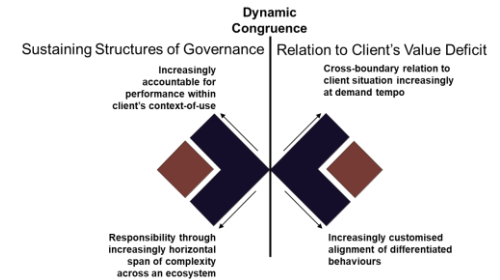 Dynamic
Congruence
Sustaining Structures of Governance
Relation to Client's Value Deficit
Increasingly
accountable for
performance within
client's context-of-use
Cross-boundary relation to
client situation increasingly
at demand tempo
Responsibility through
increasingly horizontal
span of complexity
across an ecosystem
Increasingly customised
alignment of differentiated
behaviours